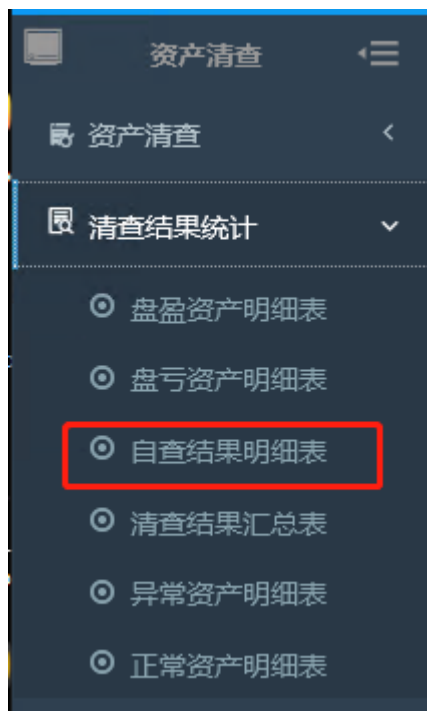 资产清查
资产清查
清查结果统计
盘盈资产明细表
盘亏资产明细表
自查结果明细表
清查结果汇总表
异常资产明细表
正常资产明细表